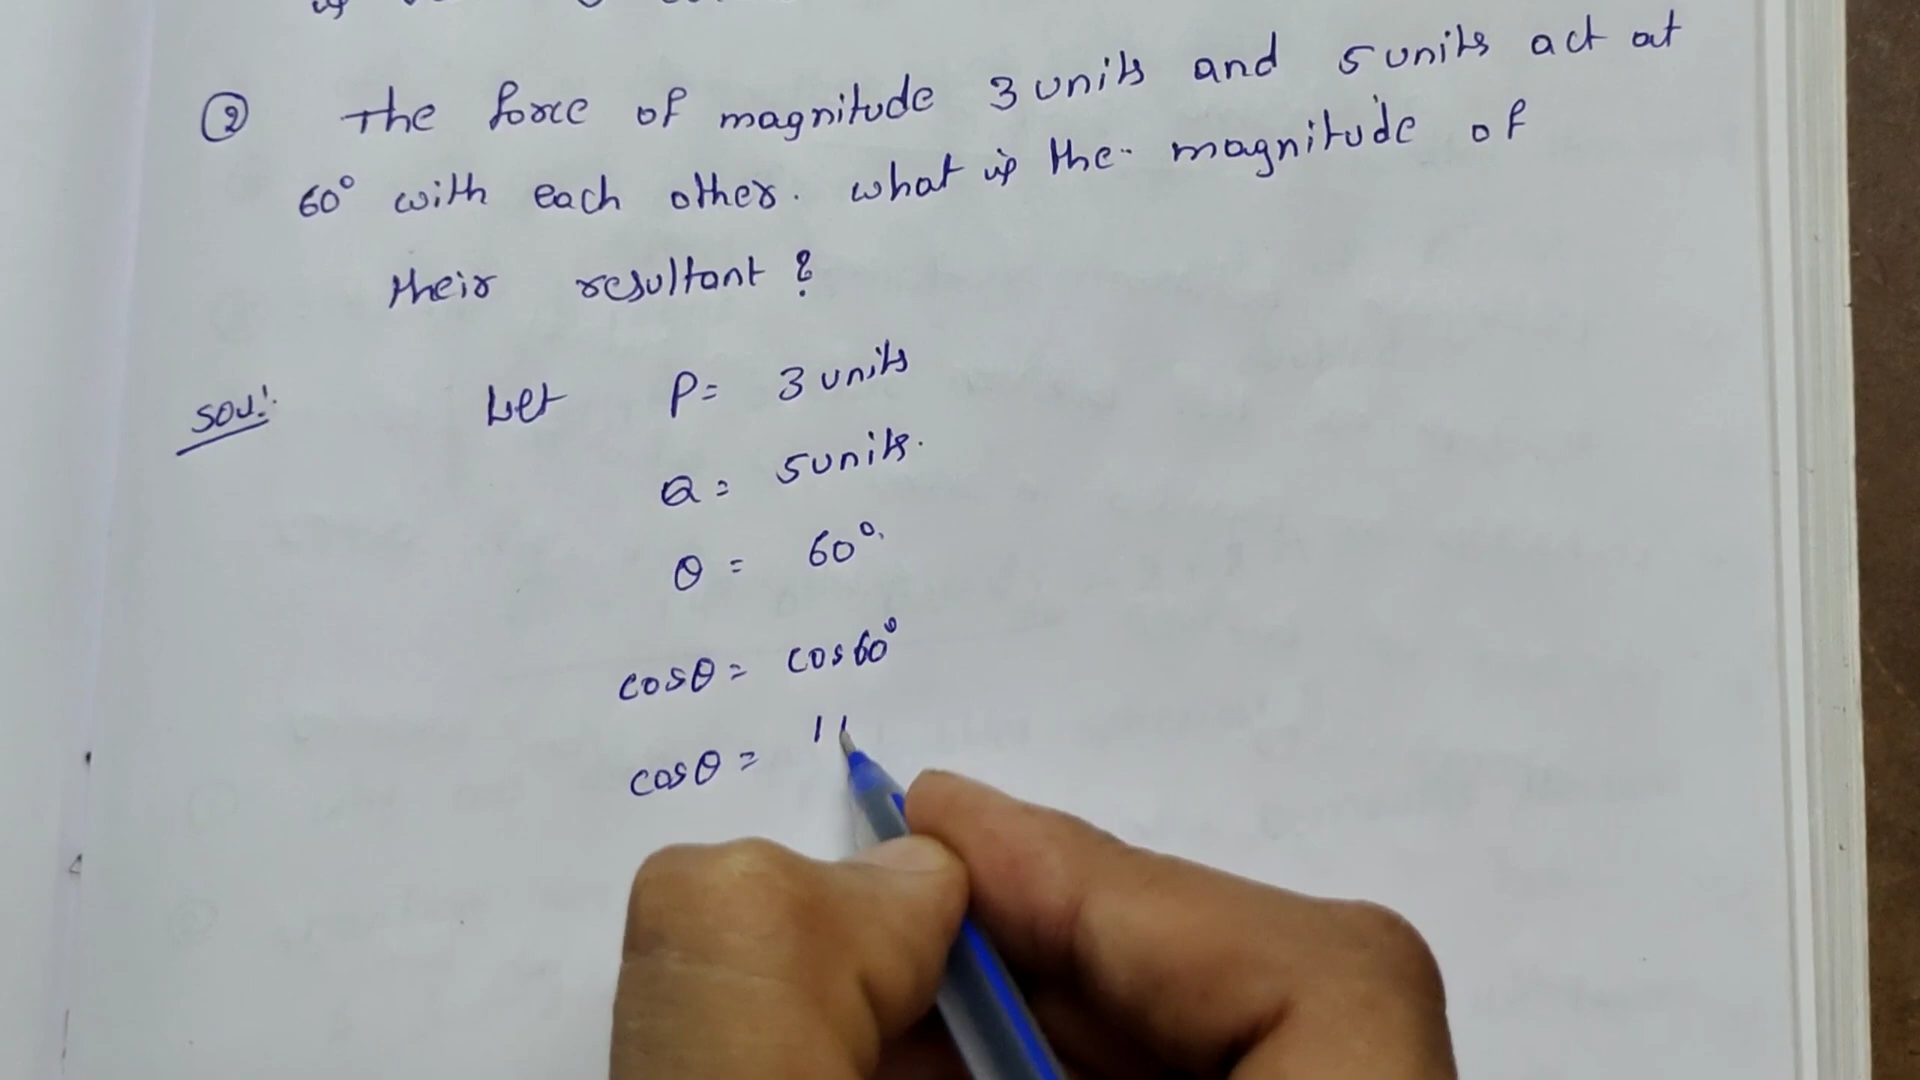 ② The force of magnitude 3 units and 5 units act at
60° with each other. what is the magnitude of
their resultant ?
Sol:
Let P = 3 units
Q = 5 units.
θ = 60°.
cosθ = cos60°
cosθ = 1